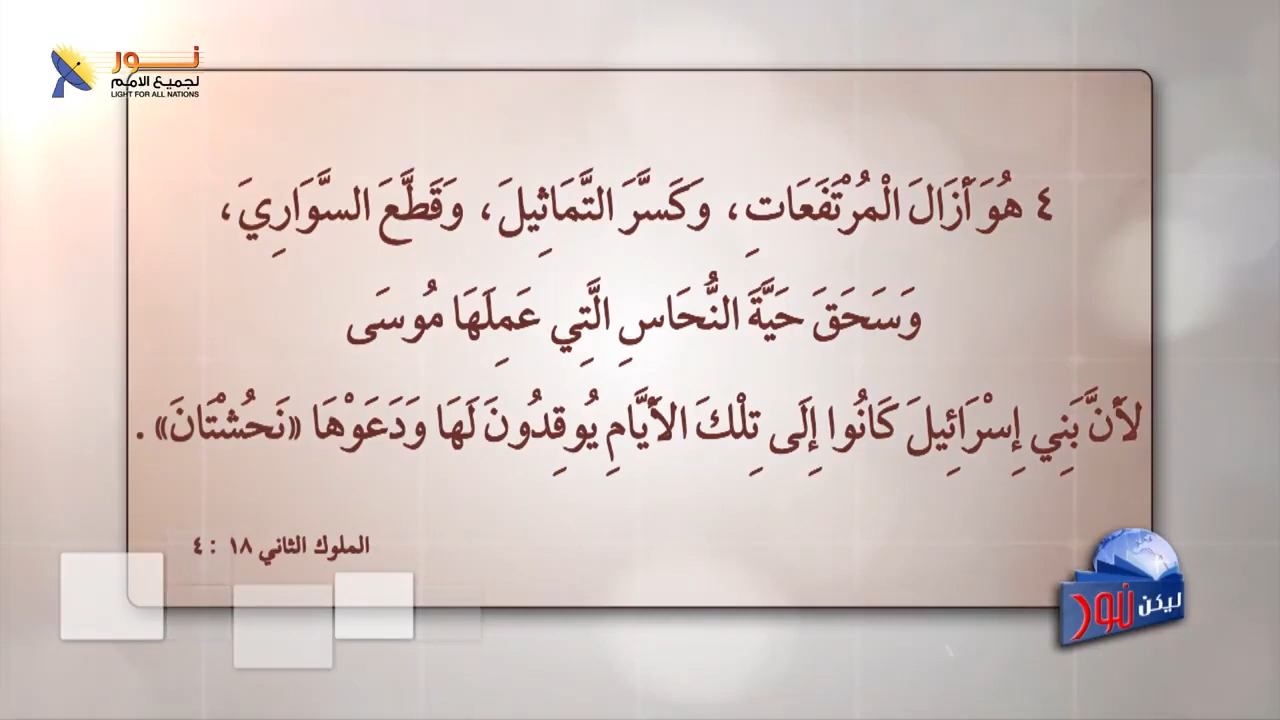 نور
لجميع الامم
LIGHT FOR ALL NATIONS
٤ هُوَ أَزَالَ الْمُرْتَفَعَاتِ، وَكَسَّرَ التَّمَاثِيلَ، وَقَطَّعَ السَّوَارِيَ،
وَسَحَقَ حَيَّةَ النُّحَاسِ الَّتِي عَمِلَهَا مُوسَى
لأَنَّ بَنِي إِسْرَائِيلَ كَانُوا إِلَى تِلْكَ الأَيَّامِ يُوقِدُونَ لَهَا وَدَعَوْهَا «نَحُشْتَانَ» .
الملوك الثاني ١٨ : ٤
ليكن نور